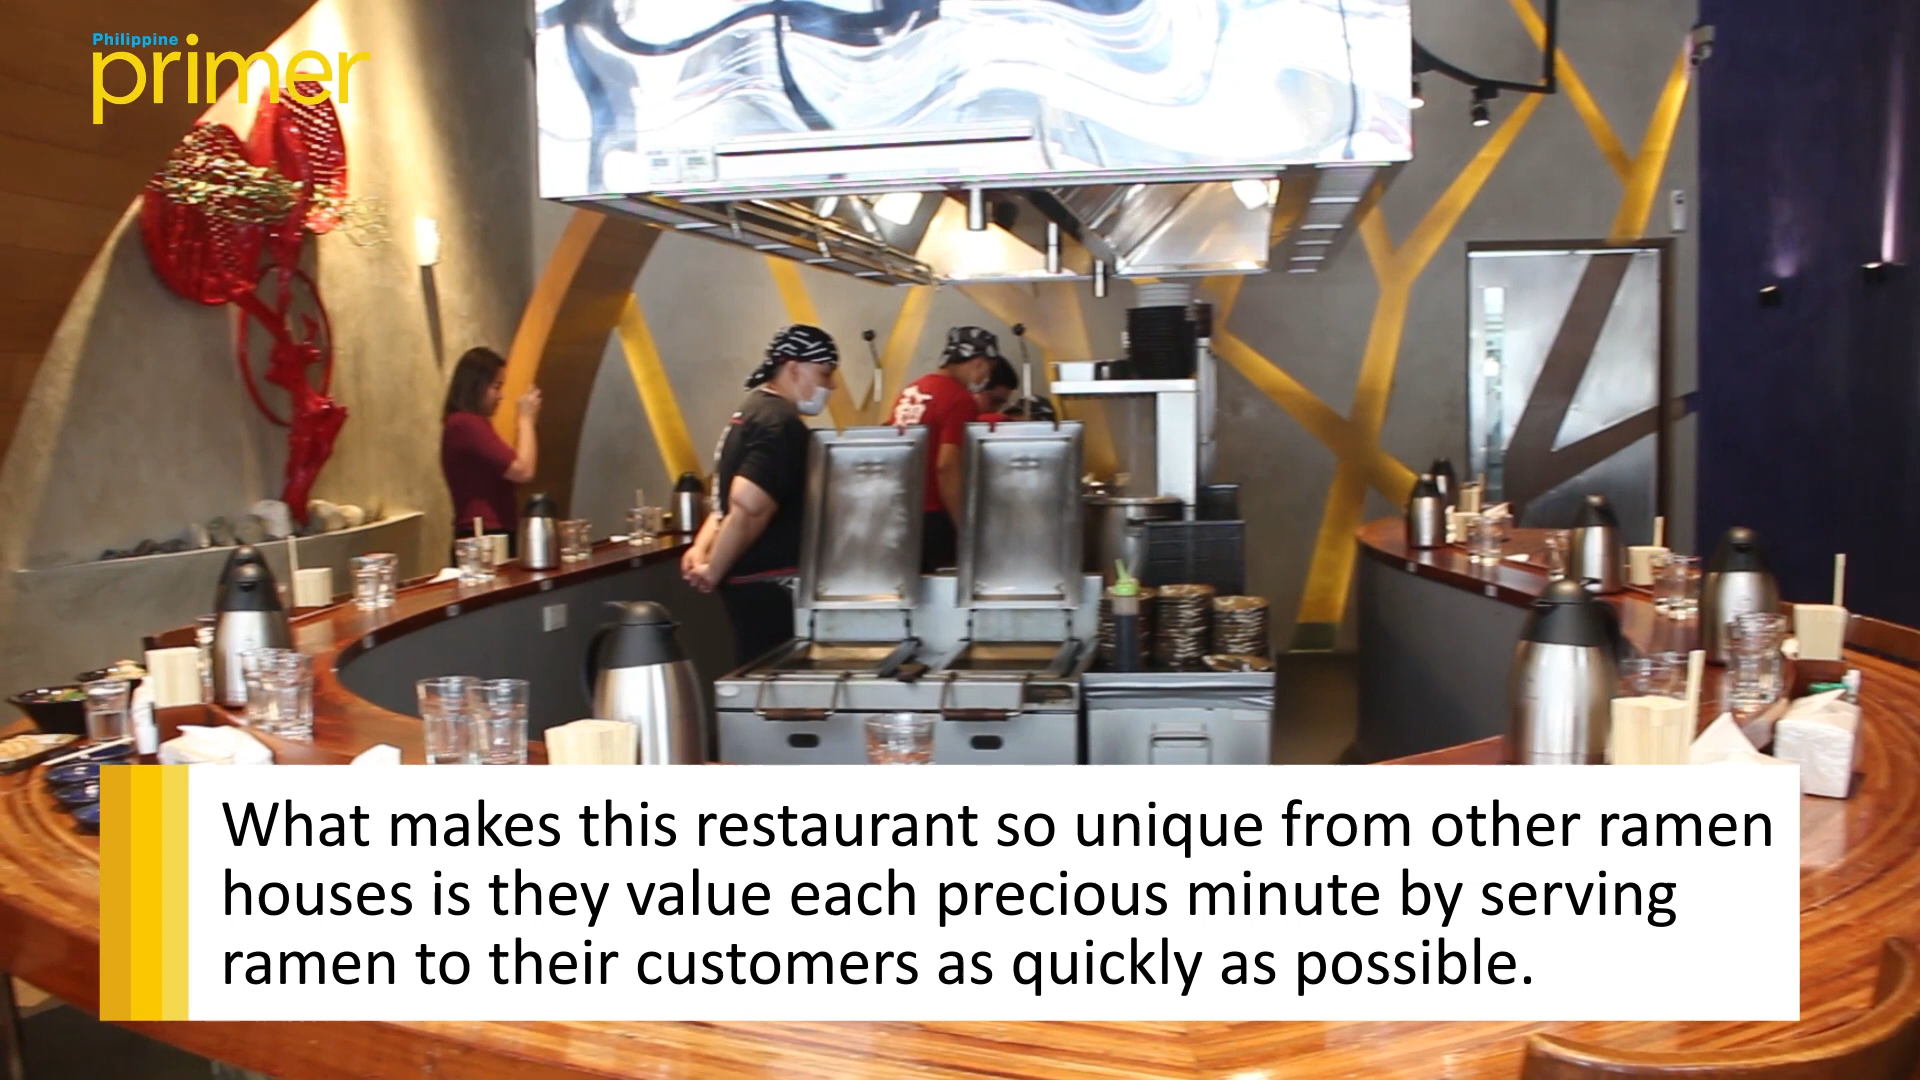 Philippine
primer
What makes this restaurant so unique from other ramen
houses is they value each precious minute by serving
ramen to their customers as quickly as possible.